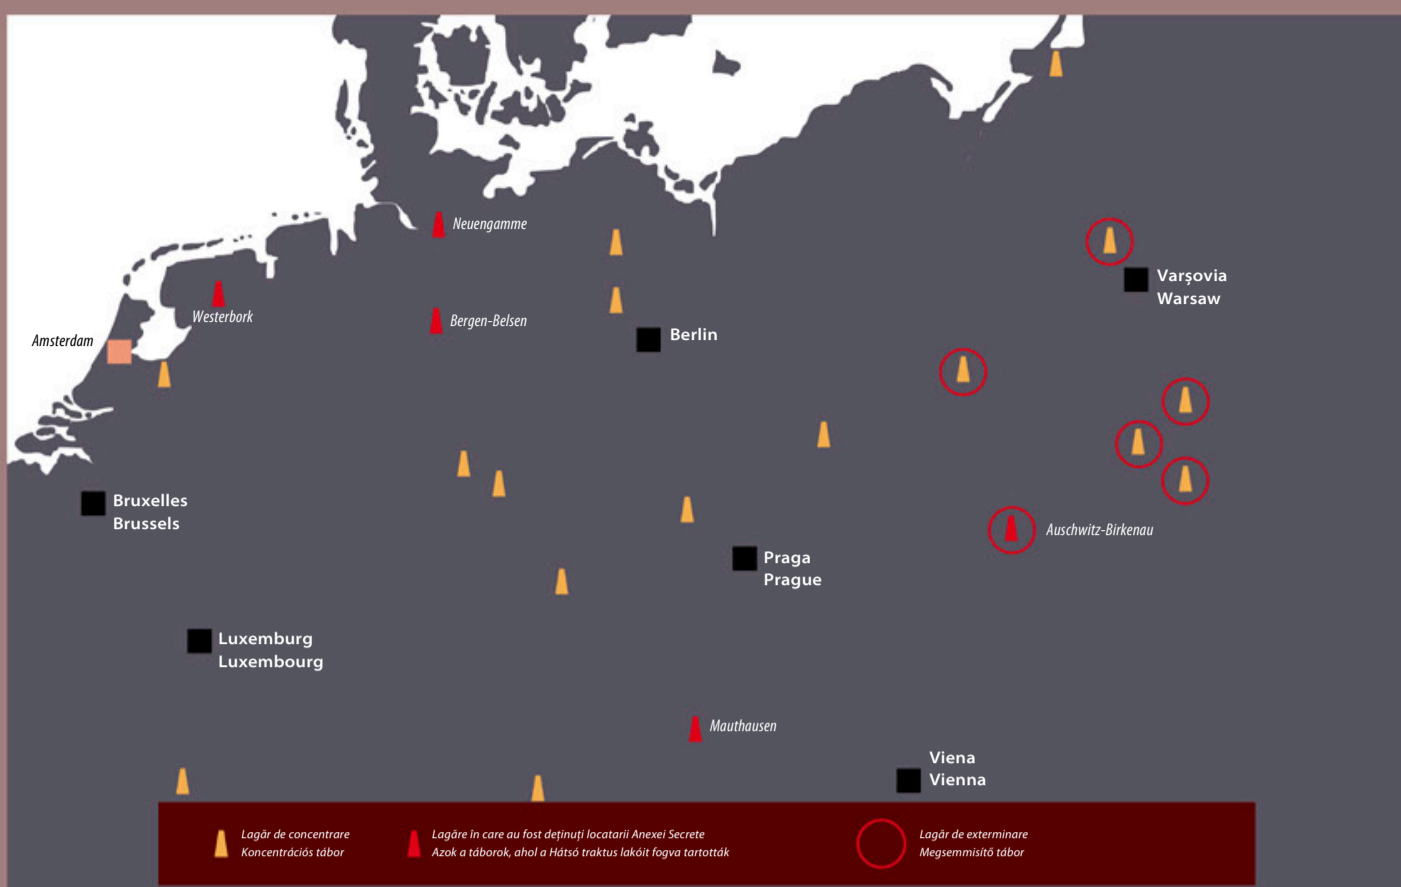 Neuengamme
Varșovia
Warsaw
Westerbork
Bergen-Belsen
Amsterdam
Berlin
Bruxelles
Brussels
Auschwitz-Birkenau
Praga
Prague
Luxemburg
Luxembourg
Mauthausen
Viena
Vienna
Lagăr de concentrare
Koncentrációs tábor
Lagăre în care au fost deținuți locatarii Anexei Secrete
Azok a táborok, ahol a Hátsó traktus lakóit fogva tartották
Lagăr de exterminare
Megsemmisítő tábor